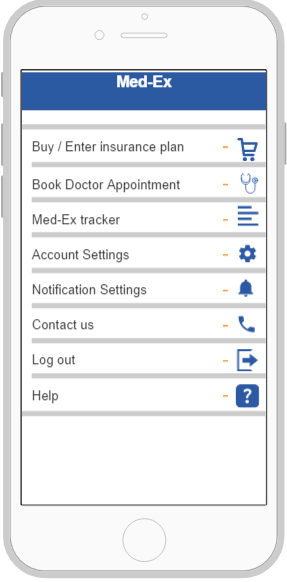 Med-Ex
Buy / Enter insurance plan -
Book Doctor Appointment -
Med-Ex tracker -
Account Settings -
Notification Settings -
Contact us -
Log out -
Help - ?